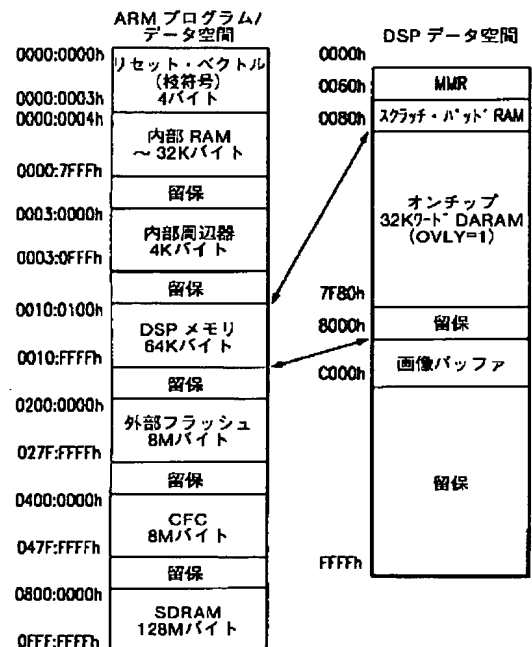 ARM プログラム/
データ空間
0000:0000h
リセット・ベクトル
(枝符号)
4バイト
0000:0003h
0000:0004h
内部 RAM
～ 32Kバイト
0000:7FFFh
留保
0003:0000h
内部周辺器
4Kバイト
0003:0FFFh
留保
0010:0100h
DSP メモリ
64Kバイト
0010:FFFFh
留保
0200:0000h
外部フラッシュ
8Mバイト
027F:FFFFh
留保
0400:0000h
CFC
8Mバイト
047F:FFFFh
留保
0800:0000h
SDRAM
128Mバイト
0FFF:FFFFh
DSP データ空間
0000h
0060h
MMR
0080h
スクラッチ・パッド RAM
オンチップ
32Kワード DARAM
(OVLY=1)
7F80h
8000h
留保
画像バッファ
C000h
留保
FFFFh